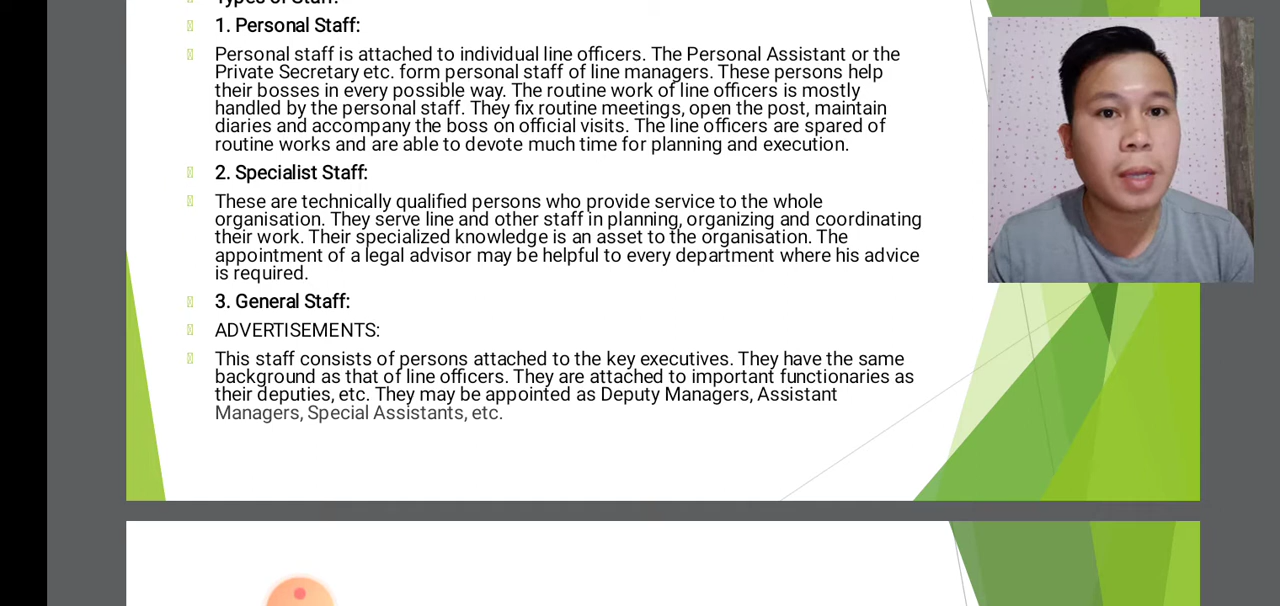 Types of Staff:
1. Personal Staff:
Personal staff is attached to individual line officers. The Personal Assistant or the
Private Secretary etc. form personal staff of line managers. These persons help
their bosses in every possible way. The routine work of line officers is mostly
handled by the personal staff. They fix routine meetings, open the post, maintain
diaries and accompany the boss on official visits. The line officers are spared of
routine works and are able to devote much time for planning and execution.
2. Specialist Staff:
These are technically qualified persons who provide service to the whole
organisation. They serve line and other staff in planning, organizing and coordinating
their work. Their specialized knowledge is an asset to the organisation. The
appointment of a legal advisor may be helpful to every department where his advice
is required.
3. General Staff:
ADVERTISEMENTS:
This staff consists of persons attached to the key executives. They have the same
background as that of line officers. They are attached to important functionaries as
their deputies, etc. They may be appointed as Deputy Managers, Assistant
Managers, Special Assistants, etc.